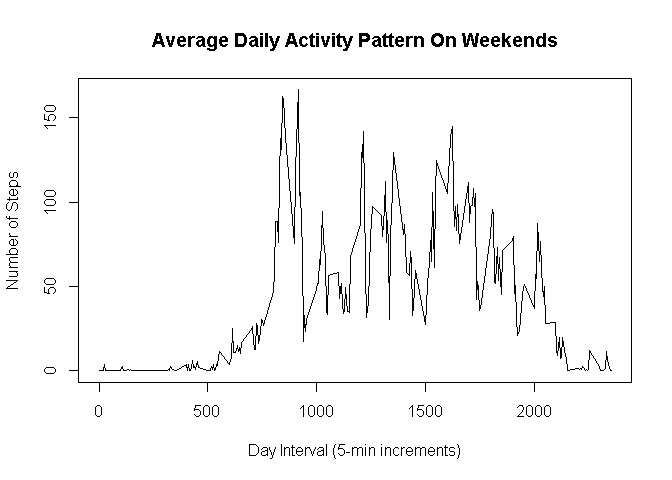 Average Daily Activity Pattern On Weekends
150
100
50
0
Number of Steps
0 500 1000 1500 2000
Day Interval (5-min increments)